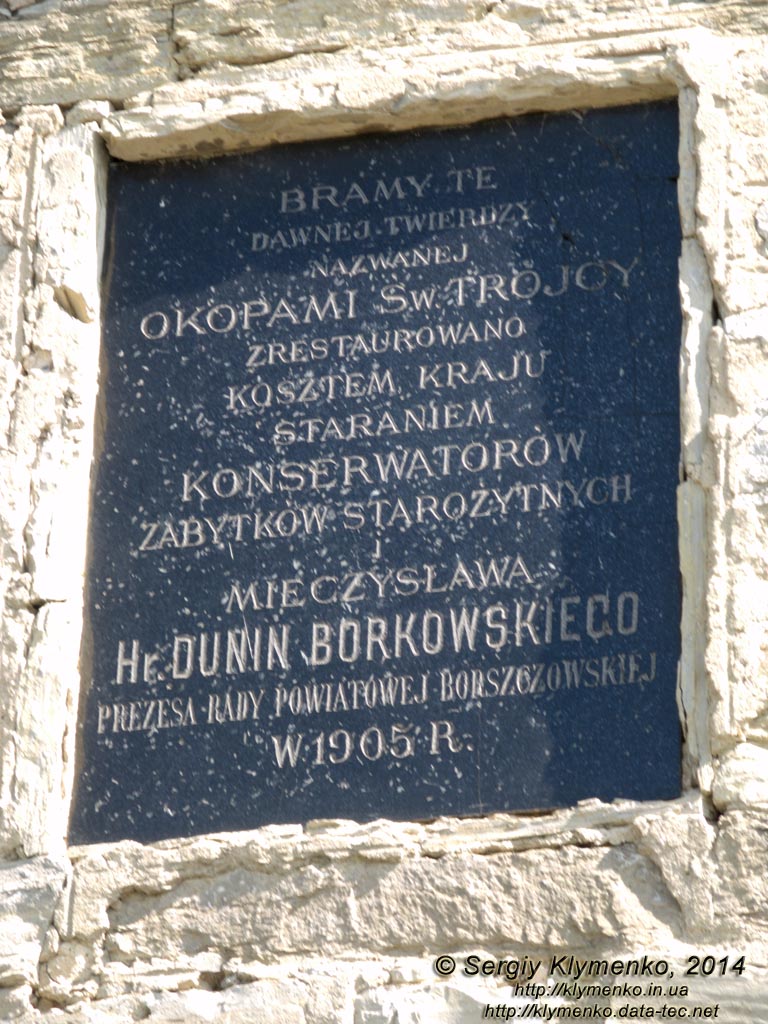 BRAMY TE
DAWNEJ TWIERDZY
NAZWANEJ
OKOPAMI Św. TRÓJCY
ZRESTAUROWANO
KOSZTEM KRAJU
STARANIEM
KONSERWATORÓW
ZABYTKÓW STAROŻYTNYCH
I
MIECZYSŁAWA
Hr. DUNIN BORKOWSKIEGO
PREZESA RADY POWIATOWEJ BORSZCZOWSKIEJ
W 1905 R.
© Sergiy Klymenko, 2014
http://klymenko.in.ua
http://klymenko.data-tec.net